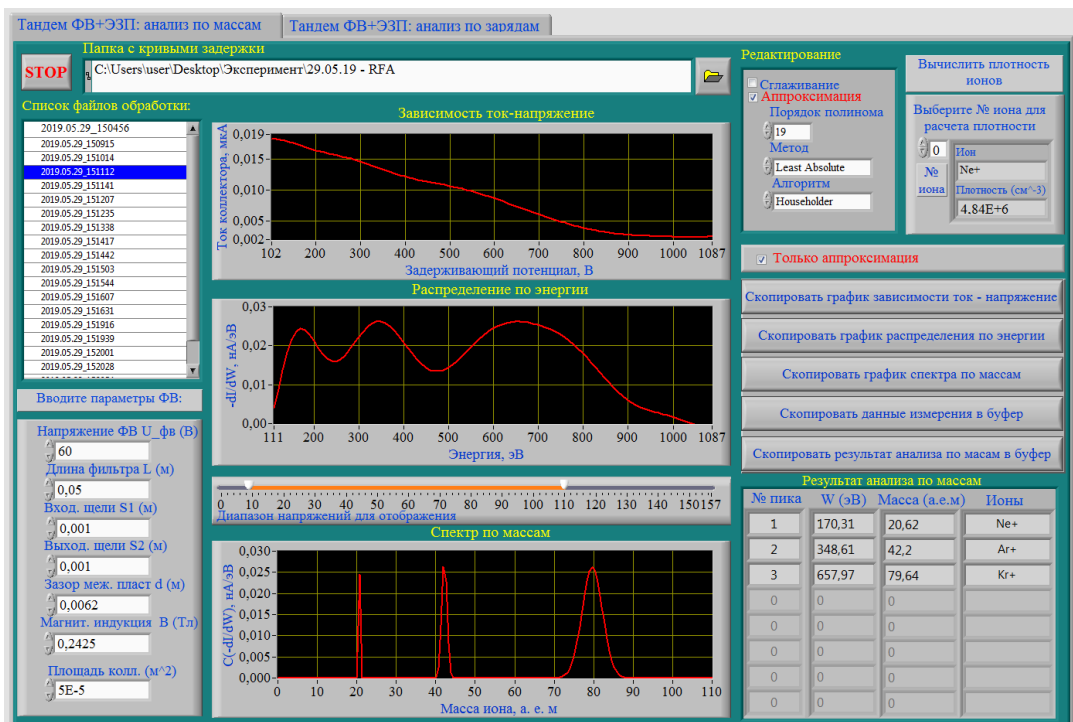 Тандем ФВ+ЭЗП: анализ по массам
Тандем ФВ+ЭЗП: анализ по зарядам
Папка с кривыми задержки
STOP
C:\Users\user\Desktop\Эксперимент\29.05.19 - RFA
Список файлов обработки:
2019.05.29_150456
2019.05.29_150915
2019.05.29_151014
2019.05.29_151112
2019.05.29_151141
2019.05.29_151207
2019.05.29_151235
2019.05.29_151338
2019.05.29_151417
2019.05.29_151442
2019.05.29_151503
2019.05.29_151544
2019.05.29_151607
2019.05.29_151631
2019.05.29_151916
2019.05.29_151939
2019.05.29_152001
2019.05.29_152028
Вводите параметры ФВ:
Напряжение ФВ U_фв (В)
60
Длина фильтра L (м)
0,05
Вход. щели S1 (м)
0,001
Выход. щели S2 (м)
0,001
Зазор меж. пласт d (м)
0,0062
Магнит. индукция B (Тл)
0,2425
Площадь колл. (м^2)
5E-5
Зависимость ток-напряжение
Ток коллектора, мкА
0,019
0,015
0,010
0,005
0,002
102 200 300 400 500 600 700 800 900 1000 1087
Задерживающий потенциал, В
Распределение по энергии
-dI/dW, нА/эВ
0,03
0,02
0,01
0,00
111 200 300 400 500 600 700 800 900 1000 1087
Энергия, эВ
0 10 20 30 40 50 60 70 80 90 100 110 120 130 140 150157
Диапазон напряжений для отображения
Спектр по массам
C(-dI/dW), нА/эВ
0,030
0,025
0,020
0,015
0,010
0,005
0,000
0 10 20 30 40 50 60 70 80 90 100 110
Масса иона, а. е. м
Редактирование
Сглаживание
Аппроксимация
Порядок полинома
19
Метод
Least Absolute
Алгоритм
Householder
Вычислить плотность
ионов
Выберите № иона для
расчета плотности
0
№
иона
Ион
Ne+
Плотность (см^-3)
4.84E+6
Только аппроксимация
Скопировать график зависимости ток - напряжение
Скопировать график распределения по энергии
Скопировать график спектра по массам
Скопировать данные измерения в буфер
Скопировать результат анализа по масам в буфер
Результат анализа по массам
№ пика W (эВ) Масса (а.е.м) Ионы
1 170,31 20,62 Ne+
2 348,61 42,2 Ar+
3 657,97 79,64 Kr+
0 0 0
0 0 0
0 0 0
0 0 0
0 0 0